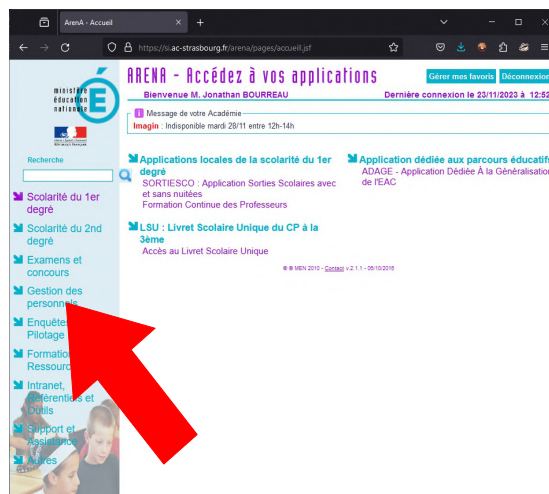 ArenA - Accueil
https://si.ac-strasbourg.fr/arena/pages/accueil.jsf
ministère
éducation
nationale
ARENA - Accédez à vos applications
Gérer mes favoris Déconnexion
Bienvenue M. Jonathan BOURREAU Dernière connexion le 23/11/2023 à 12:52
Message de votre Académie
Imagin : Indisponible mardi 28/11 entre 12h-14h
Recherche
Scolarité du 1er
degré
Scolarité du 2nd
degré
Examens et
concours
Gestion des
personnels
Enquêtes
Pilotage
Formation
Intranet,
Référentiels et
Outils
Support et
Assistance
Autres
Applications locales de la scolarité du 1er
degré
SORTIESCO : Application Sorties Scolaires avec
et sans nuitées
Formation Continue des Professeurs
LSU : Livret Scolaire Unique du CP à la
3ème
Accès au Livret Scolaire Unique
Application dédiée aux parcours éducatifs
ADAGE - Application Dédiée À la Généralisation
de l'EAC
© ® MEN 2010 - Contact v.2.1.1 - 06/10/2016